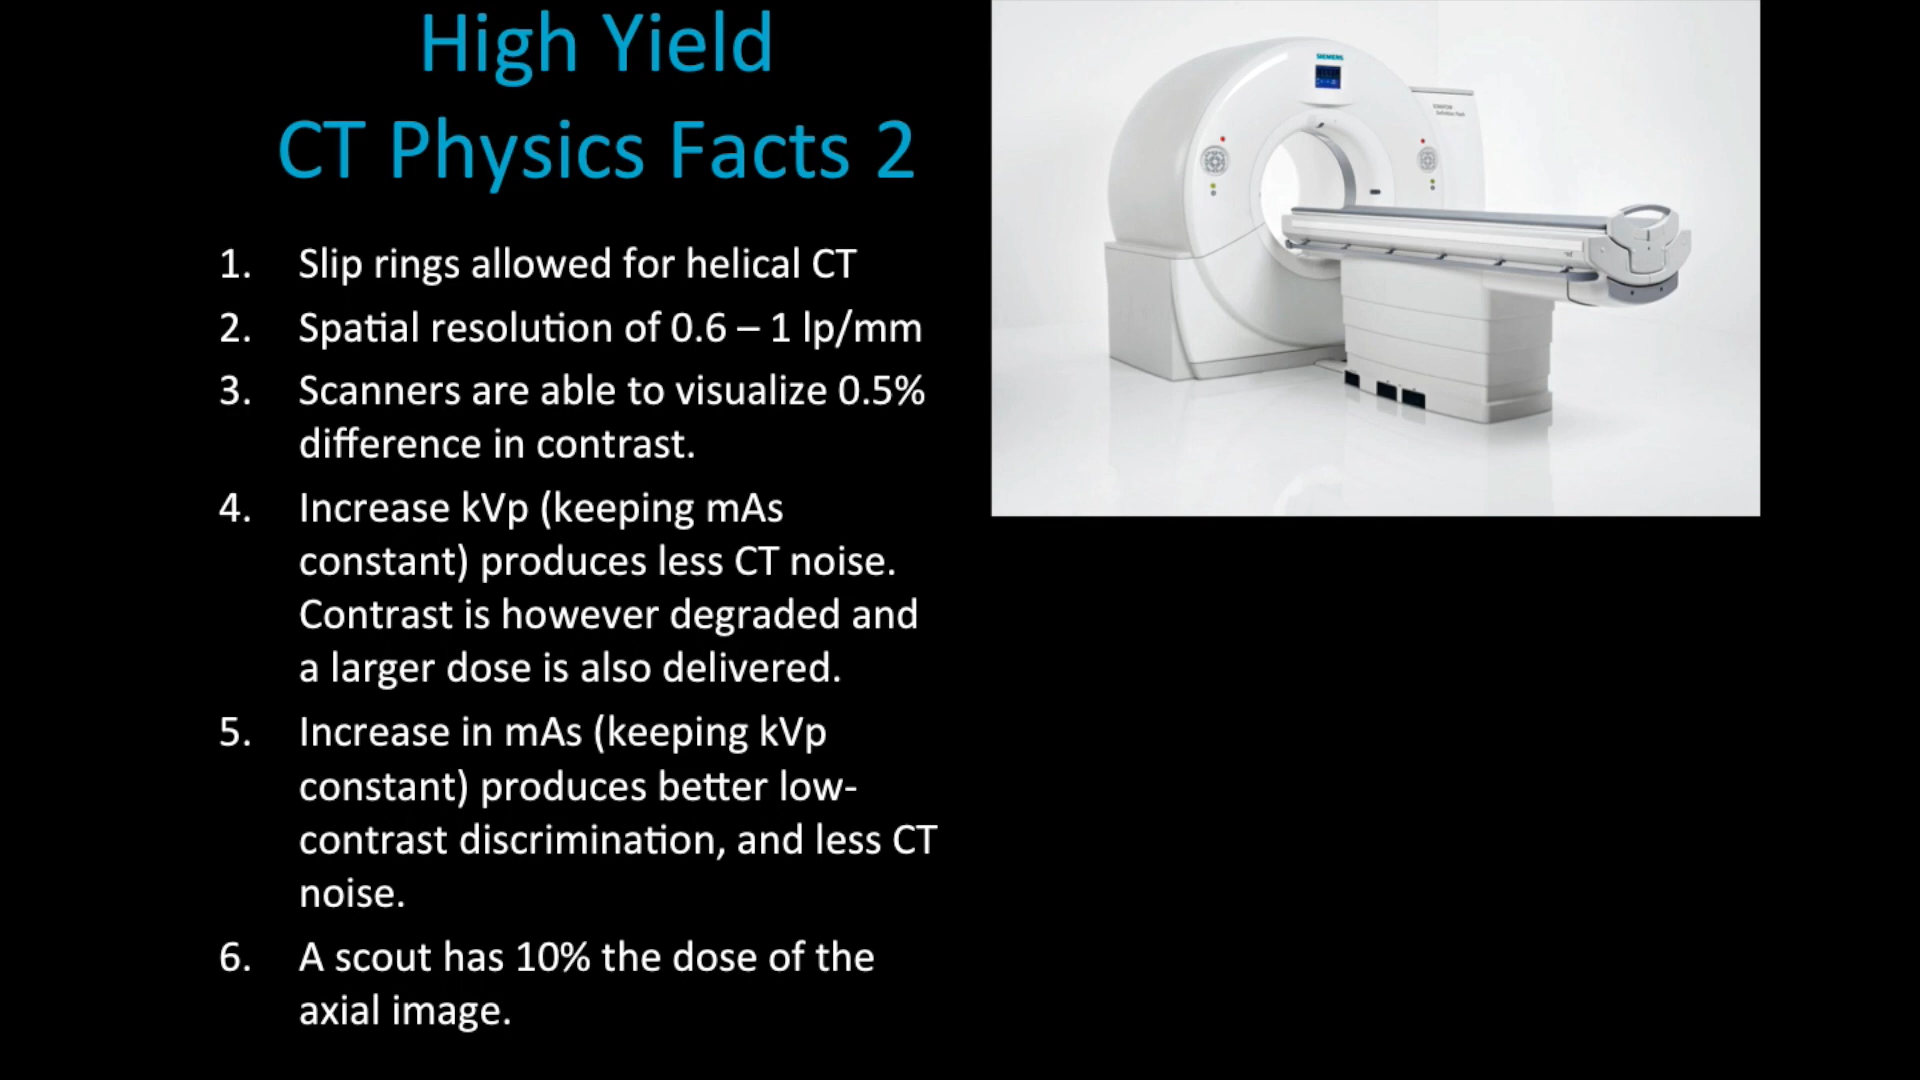 High Yield
CT Physics Facts 2
1. Slip rings allowed for helical CT
2. Spatial resolution of 0.6 – 1 lp/mm
3. Scanners are able to visualize 0.5%
difference in contrast.
4. Increase kVp (keeping mAs
constant) produces less CT noise.
Contrast is however degraded and
a larger dose is also delivered.
5. Increase in mAs (keeping kVp
constant) produces better low-
contrast discrimination, and less CT
noise.
6. A scout has 10% the dose of the
axial image.
SIEMENS
SOMATOM
Definition Flash